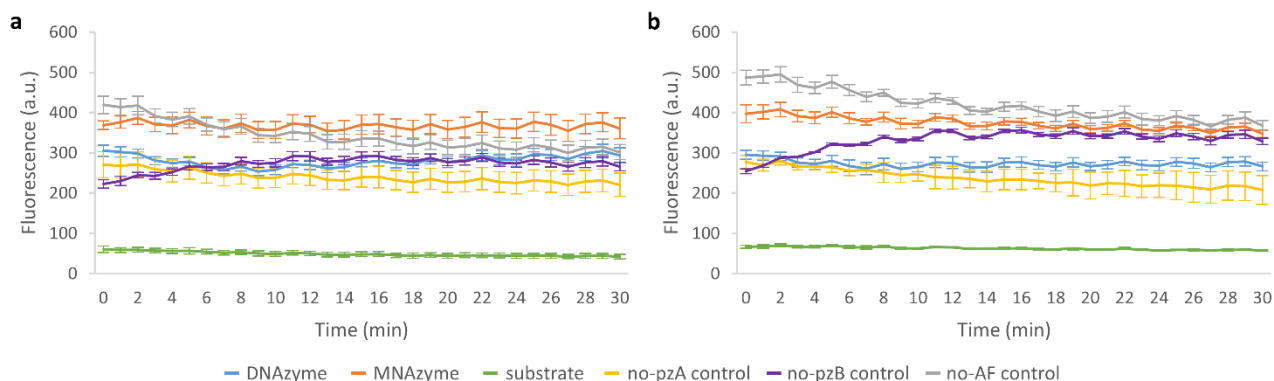 a
b
600
500
400
300
200
100
0
Fluorescence (a.u.)
0 2 4 6 8 10 12 14 16 18 20 22 24 26 28 30
Time (min)
600
500
400
300
200
100
0
Fluorescence (a.u.)
0 2 4 6 8 10 12 14 16 18 20 22 24 26 28 30
Time (min)
DNAzyme MNAzyme substrate no-pzA control no-pzB control no-AF control